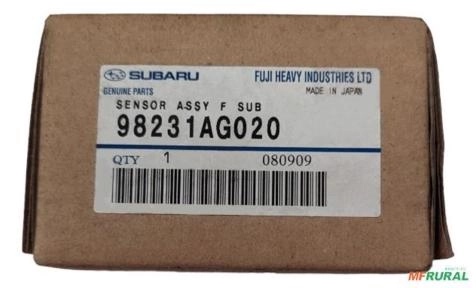 SUBARU FUJI HEAVY INDUSTRIES LTD
GENUINE PARTS MADE IN JAPAN
SENSOR ASSY F SUB
98231AG020
QTY 1 080909
MFRURAL